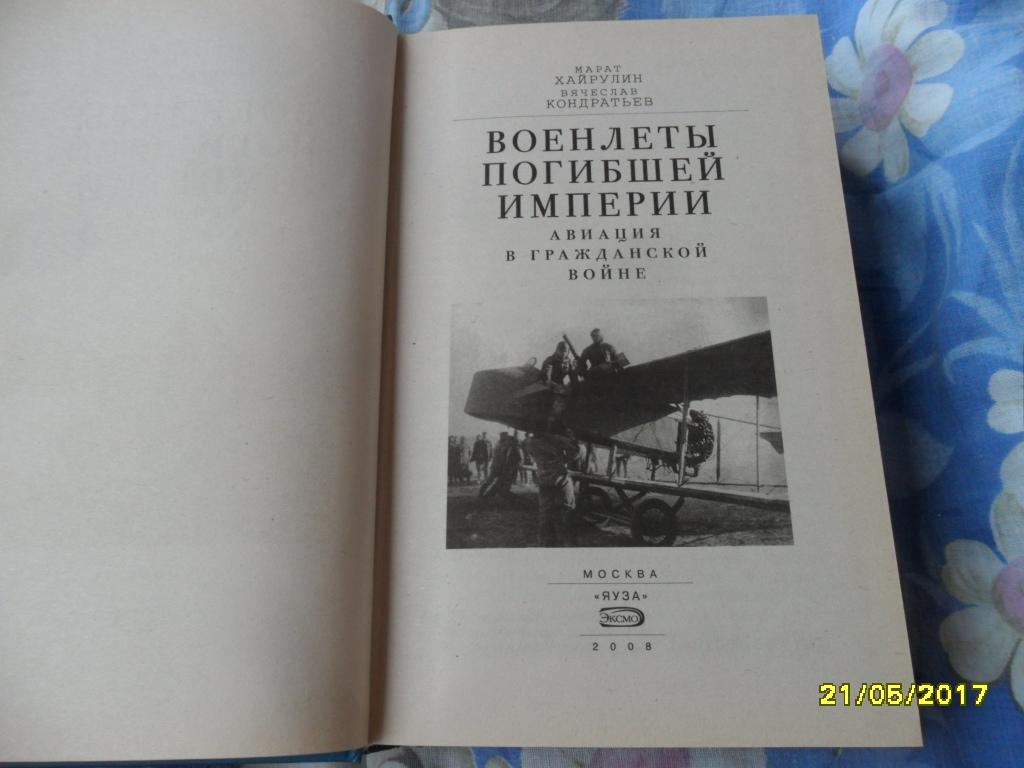 МАРАТ
ХАЙРУЛИН
ВЯЧЕСЛАВ
КОНДРАТЬЕВ
ВОЕНЛЕТЫ
ПОГИБШЕЙ
ИМПЕРИИ
АВИАЦИЯ
В ГРАЖДАНСКОЙ
ВОЙНЕ
МОСКВА
«ЯУЗА»
ЭКСМО
2008
21/05/2017